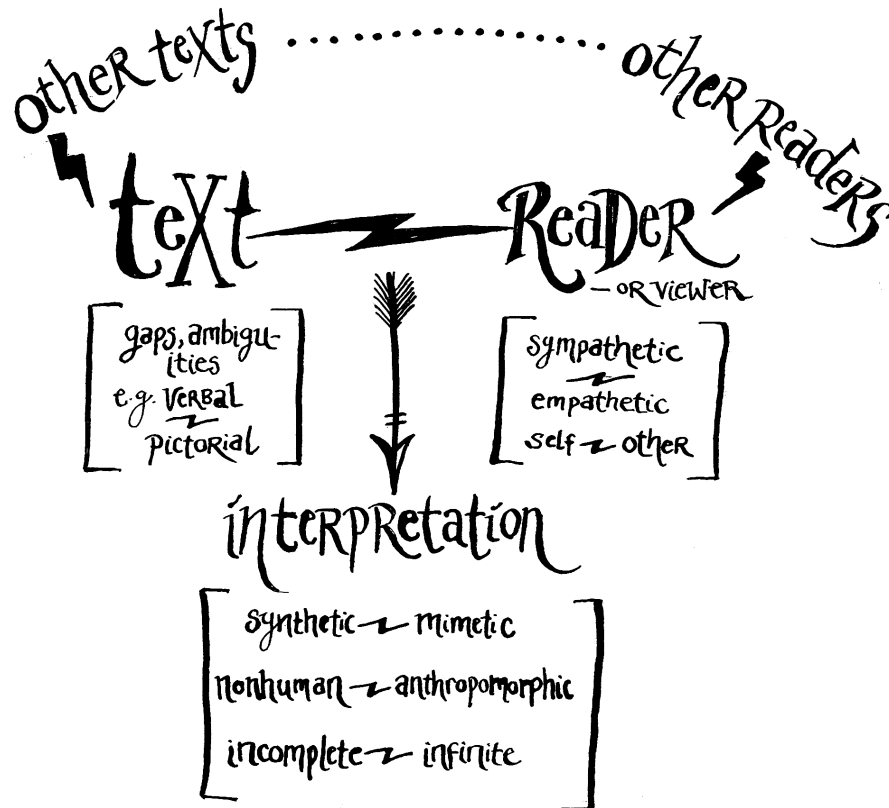 other texts
other readers
text
Reader
– or viewer
gaps, ambigu-
ities
e.g. verbal
pictorial
sympathetic
empathetic
self other
interpretation
synthetic mimetic
nonhuman anthropomorphic
incomplete infinite